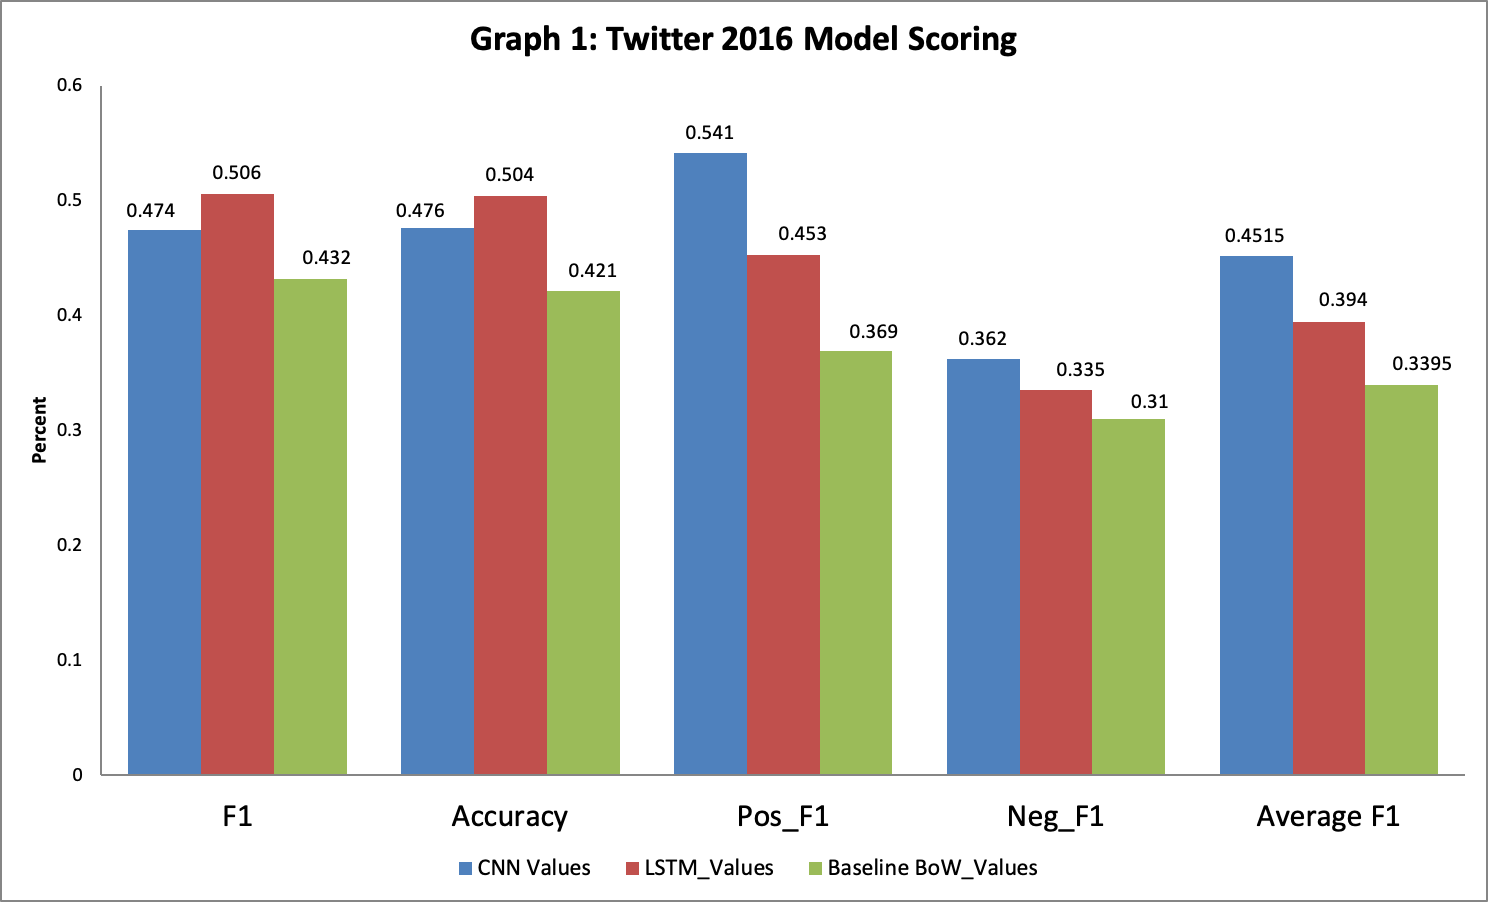 Graph 1: Twitter 2016 Model Scoring
Percent
0.6
0.5
0.4
0.3
0.2
0.1
0
0.474
0.506
0.432
0.476
0.504
0.421
0.541
0.453
0.369
0.362
0.335
0.31
0.4515
0.394
0.3395
F1
Accuracy
Pos_F1
Neg_F1
Average F1
CNN Values
LSTM_Values
Baseline BoW_Values